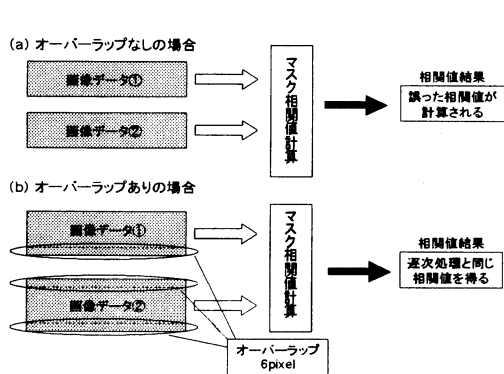 (a) オーバーラップなしの場合
画像データ①
画像データ②
マスク相関値計算
相関値結果
誤った相関値が
計算される
(b) オーバーラップありの場合
画像データ①
画像データ②
マスク相関値計算
相関値結果
逐次処理と同じ
相関値を得る
オーバーラップ
6pixel